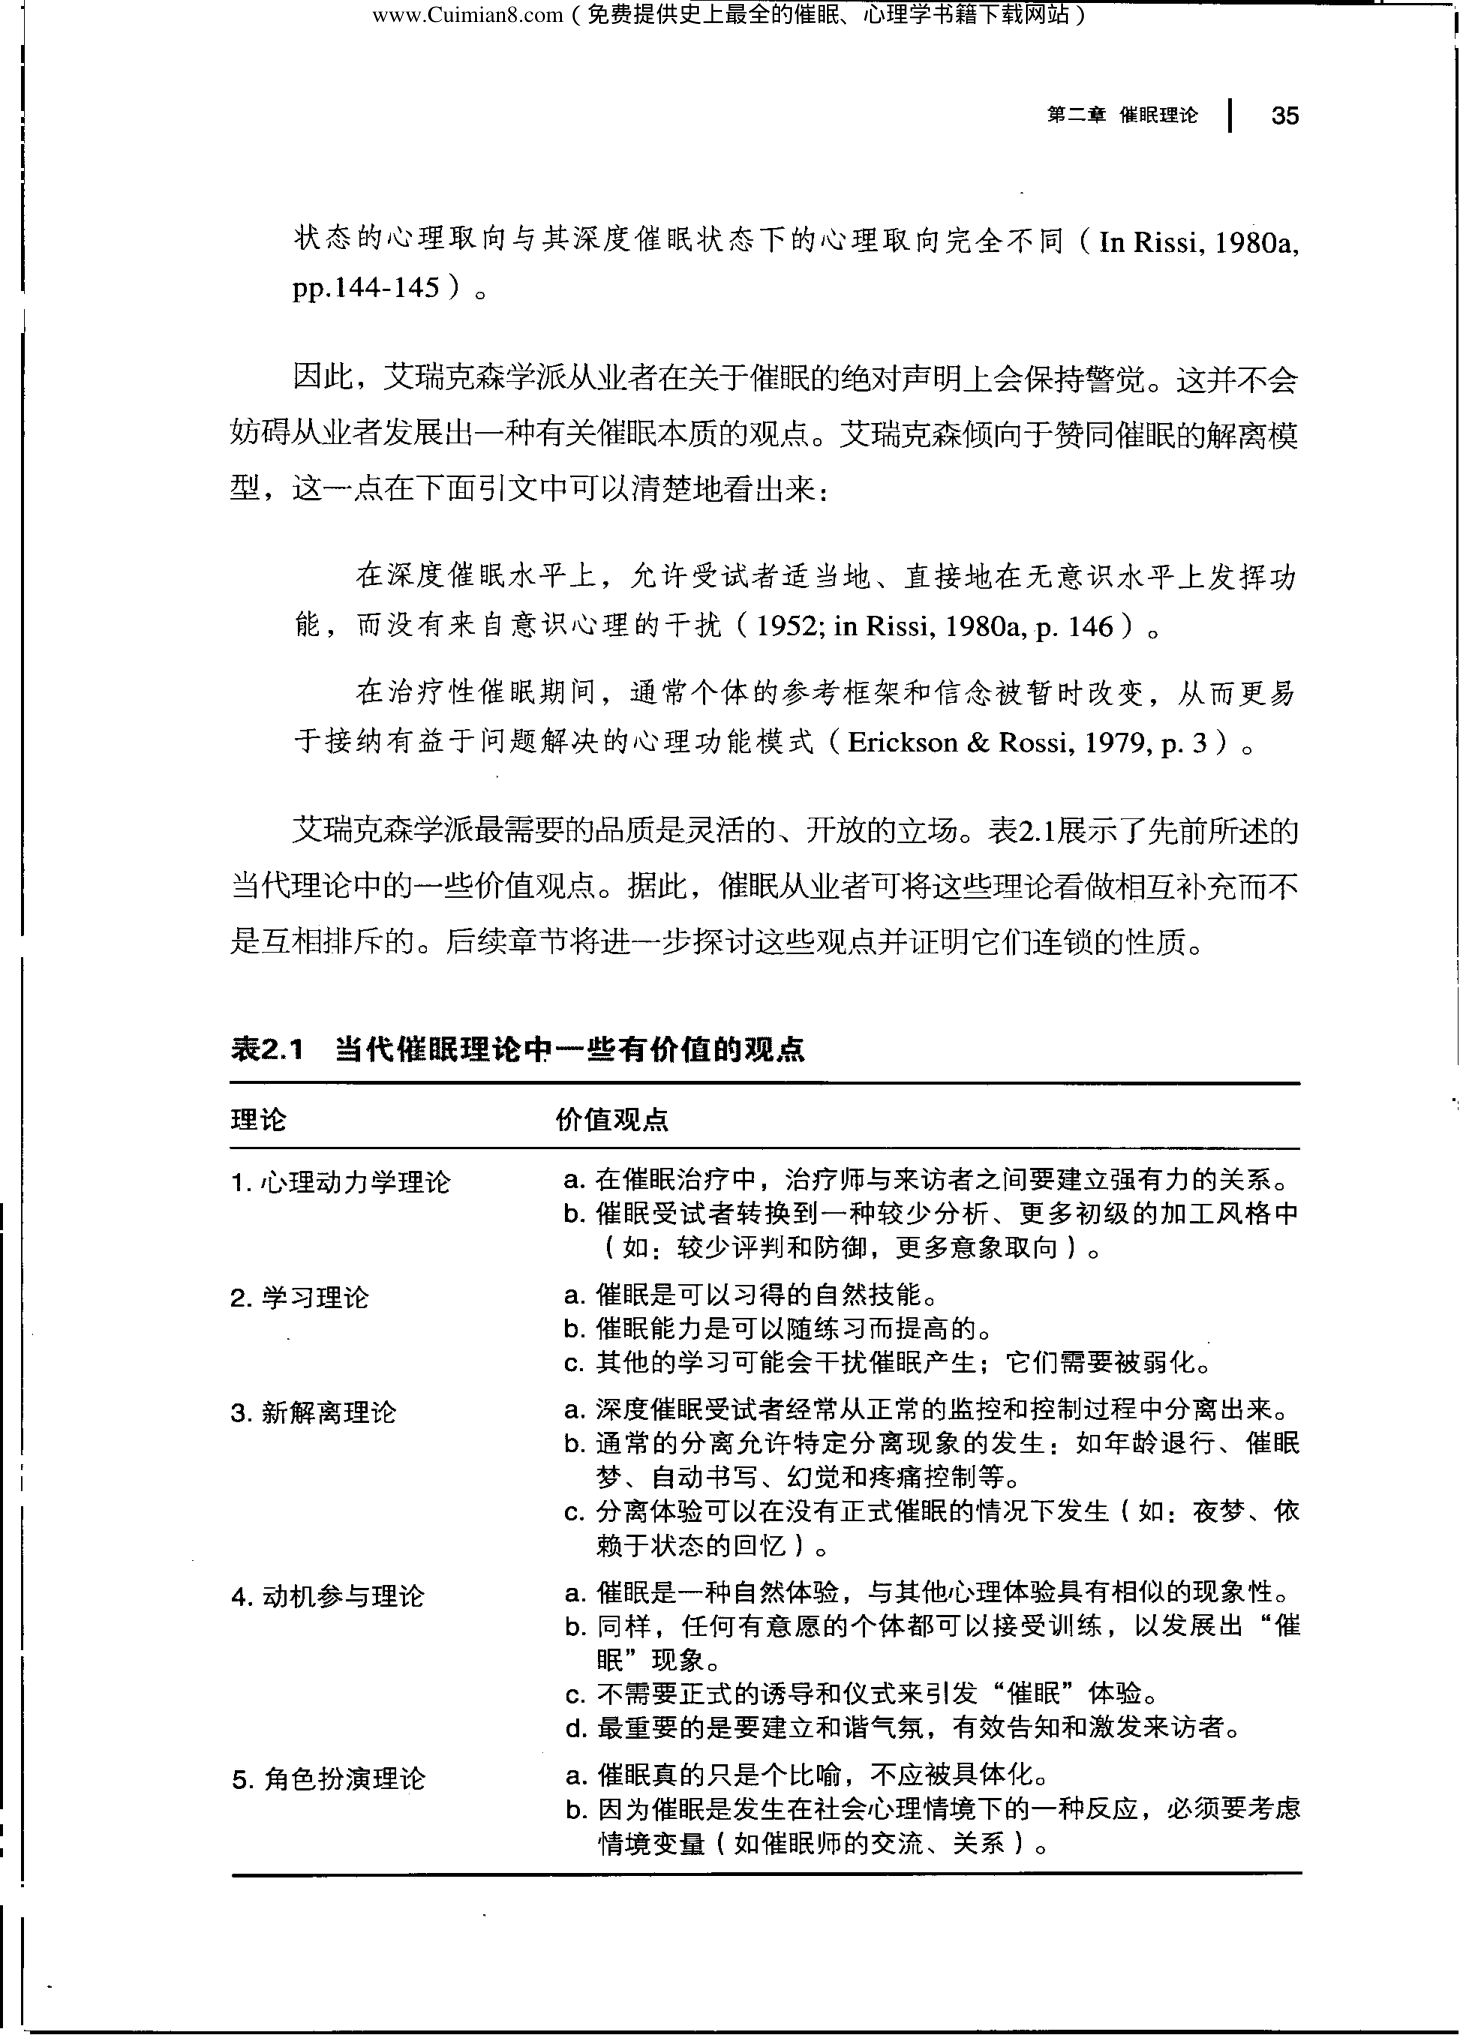 www.Cuimian8.com（免费提供史上最全的催眠、心理学书籍下载网站）
第二章 催眠理论 35
状态的心理取向与其深度催眠状态下的心理取向完全不同（In Rissi, 1980a,
pp.144-145）。
因此，艾瑞克森学派从业者在关于催眠的绝对声明上会保持警觉。这并不会
妨碍从业者发展出一种有关催眠本质的观点。艾瑞克森倾向于赞同催眠的解离模
型，这一点在下面引文中可以清楚地看出来：
在深度催眠水平上，允许受试者适当地、直接地在无意识水平上发挥功
能，而没有来自意识心理的干扰（1952; in Rissi, 1980a, p. 146）。
在治疗性催眠期间，通常个体的参考框架和信念被暂时改变，从而更易
于接纳有益于问题解决的心理功能模式（Erickson & Rossi, 1979, p. 3）。
艾瑞克森学派最需要的品质是灵活的、开放的立场。表2.1展示了先前所述的
当代理论中的一些价值观点。据此，催眠从业者可将这些理论看做相互补充而不
是互相排斥的。后续章节将进一步探讨这些观点并证明它们连锁的性质。
表2.1 当代催眠理论中一些有价值的观点
理论 价值观点
1. 心理动力学理论 a. 在催眠治疗中，治疗师与来访者之间要建立强有力的关系。
b. 催眠受试者转换到一种较少分析、更多初级的加工风格中
（如：较少评判和防御，更多意象取向）。
2. 学习理论 a. 催眠是可以习得的自然技能。
b. 催眠能力是可以随练习而提高的。
c. 其他的学习可能会干扰催眠产生；它们需要被弱化。
3. 新解离理论 a. 深度催眠受试者经常从正常的监控和控制过程中分离出来。
b. 通常的分离允许特定分离现象的发生：如年龄退行、催眠
梦、自动书写、幻觉和疼痛控制等。
c. 分离体验可以在没有正式催眠的情况下发生（如：夜梦、依
赖于状态的回忆）。
4. 动机参与理论 a. 催眠是一种自然体验，与其他心理体验具有相似的现象性。
b. 同样，任何有意愿的个体都可以接受训练，以发展出“催
眠”现象。
c. 不需要正式的诱导和仪式来引发“催眠”体验。
d. 最重要的是要建立和谐气氛，有效告知和激发来访者。
5. 角色扮演理论 a. 催眠真的只是个比喻，不应被具体化。
b. 因为催眠是发生在社会心理情境下的一种反应，必须要考虑
情境变量（如催眠师的交流、关系）。